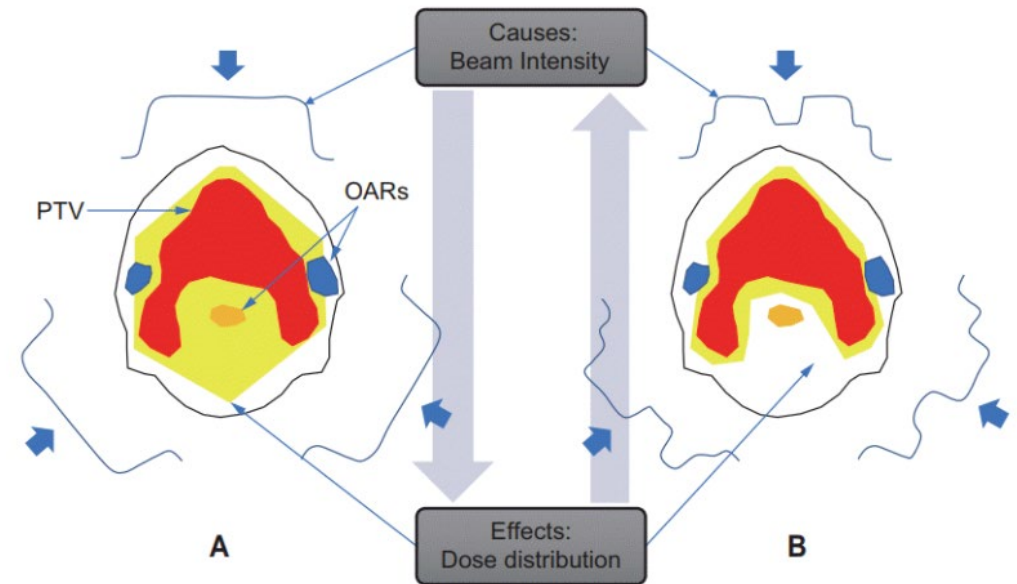 Causes:
Beam Intensity
PTV
OARs
A
Effects:
Dose distribution
B